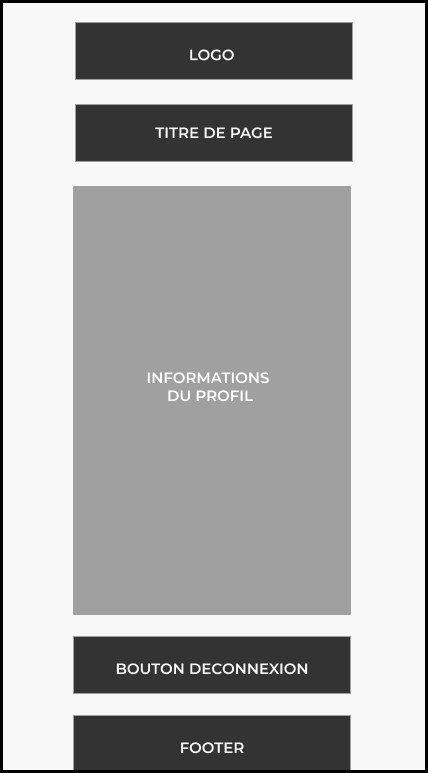 LOGO
TITRE DE PAGE
INFORMATIONS
DU PROFIL
BOUTON DECONNEXION
FOOTER